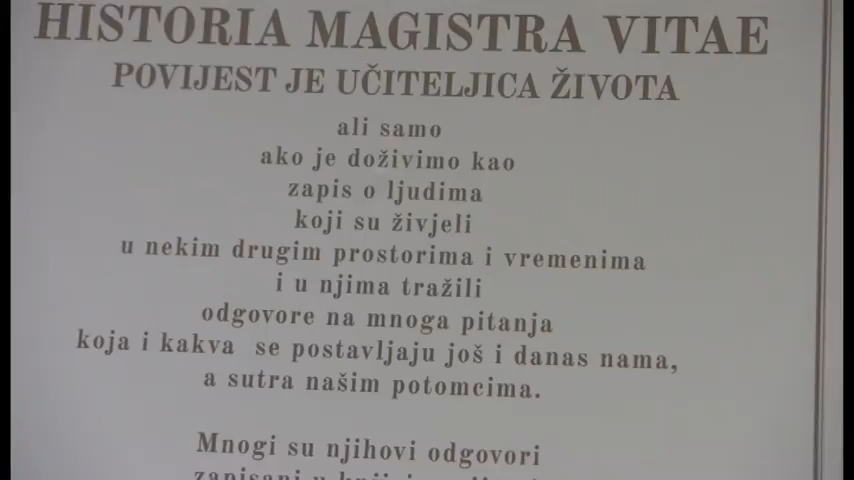 HISTORIA MAGISTRA VITAE
POVIJEST JE UČITELJICA ŽIVOTA
ali samo
ako je doživimo kao
zapis o ljudima
koji su živjeli
u nekim drugim prostorima i vremenima
i u njima tražili
odgovore na mnoga pitanja
koja i kakva se postavljaju još i danas nama,
a sutra našim potomcima.
Mnogi su njihovi odgovori
zapisani u